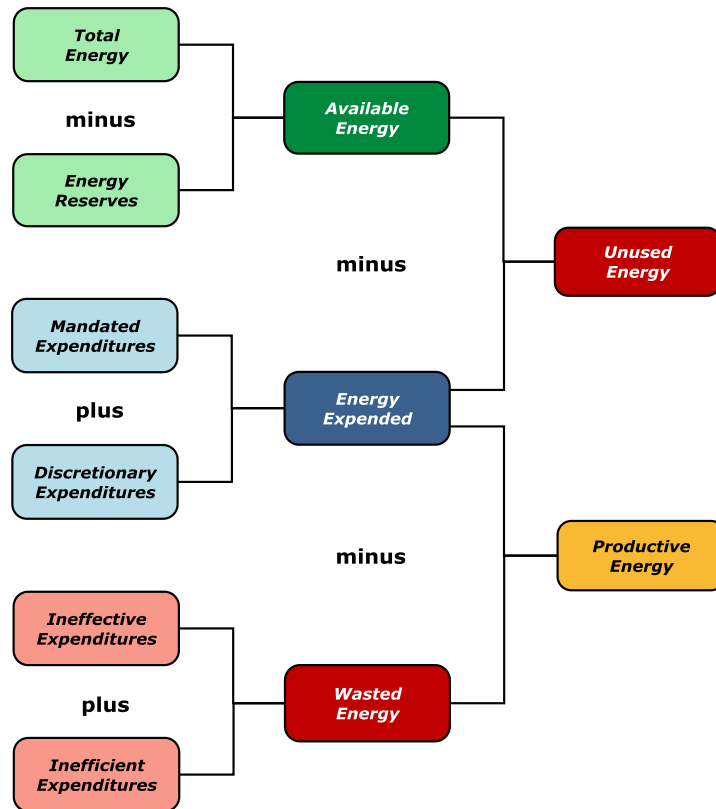 Total
Energy
minus
Energy
Reserves
Available
Energy
minus
Unused
Energy
Mandated
Expenditures
plus
Discretionary
Expenditures
Energy
Expended
minus
Productive
Energy
Ineffective
Expenditures
plus
Inefficient
Expenditures
Wasted
Energy